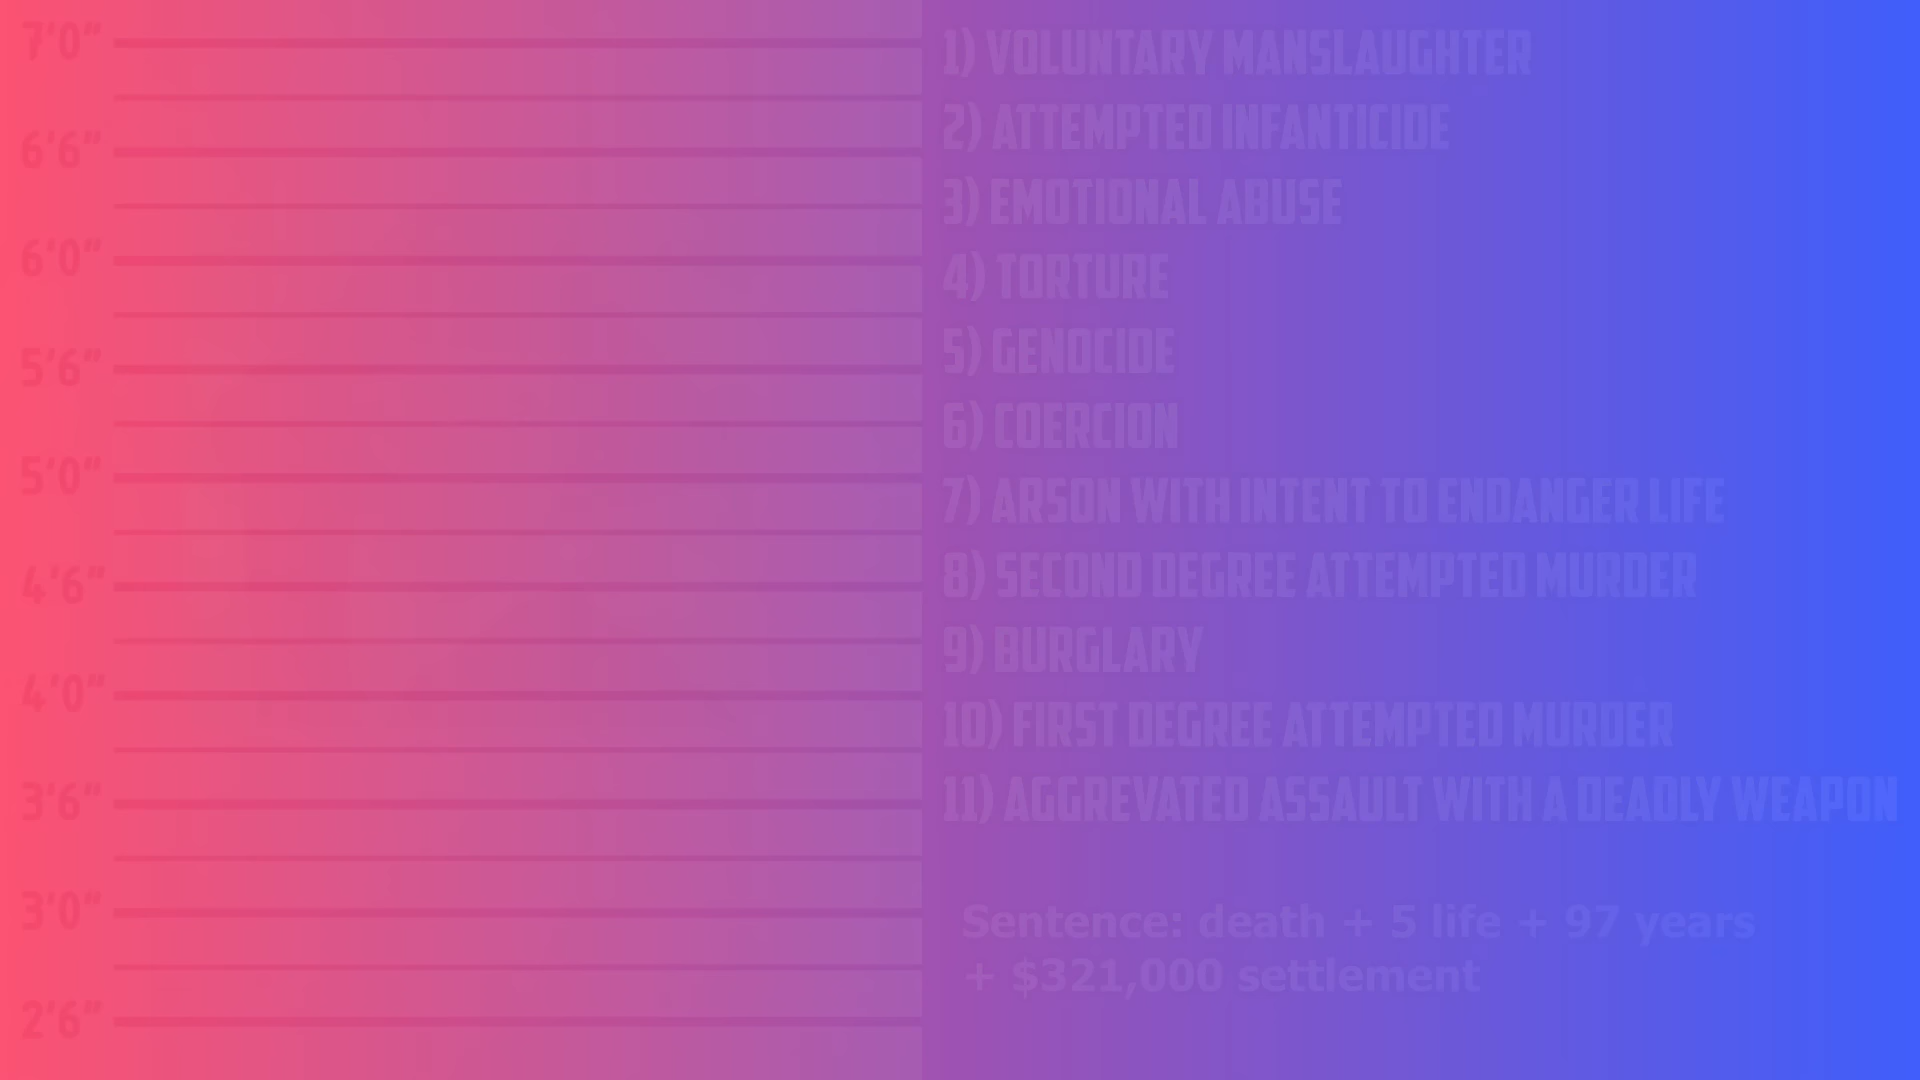 7'0"
6'6"
6'0"
5'6"
5'0"
4'6"
4'0"
3'6"
3'0"
2'6"
1) VOLUNTARY MANSLAUGHTER
2) ATTEMPTED INFANTICIDE
3) EMOTIONAL ABUSE
4) TORTURE
5) GENOCIDE
6) COERCION
7) ARSON WITH INTENT TO ENDANGER LIFE
8) SECOND DEGREE ATTEMPTED MURDER
9) BURGLARY
10) FIRST DEGREE ATTEMPTED MURDER
11) AGGREVATED ASSAULT WITH A DEADLY WEAPON
Sentence: death + 5 life + 97 years
+ $321,000 settlement